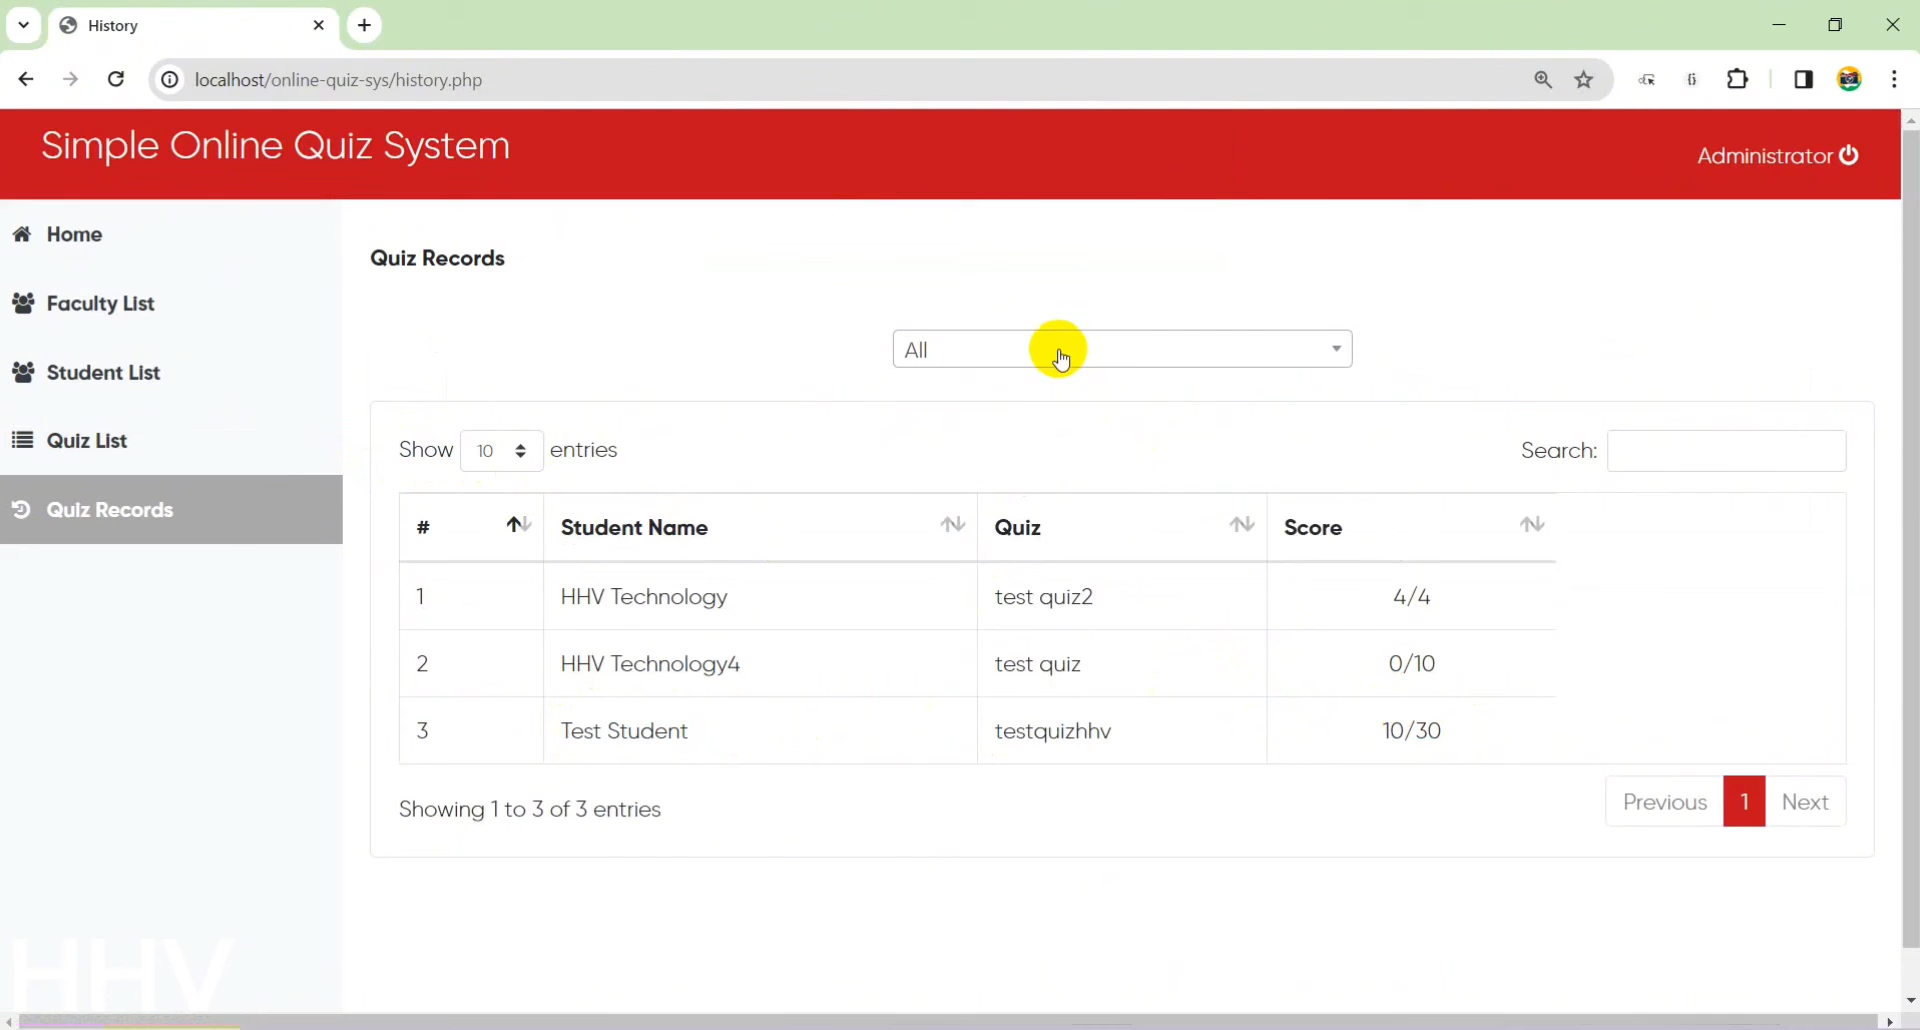 History
localhost/online-quiz-sys/history.php
Simple Online Quiz System
Administrator
Home
Faculty List
Student List
Quiz List
Quiz Records
Quiz Records
All
Show 10 entries
Search:
# Student Name Quiz Score
1 HHV Technology test quiz2 4/4
2 HHV Technology4 test quiz 0/10
3 Test Student testquizhhv 10/30
Showing 1 to 3 of 3 entries
Previous 1 Next
HHV